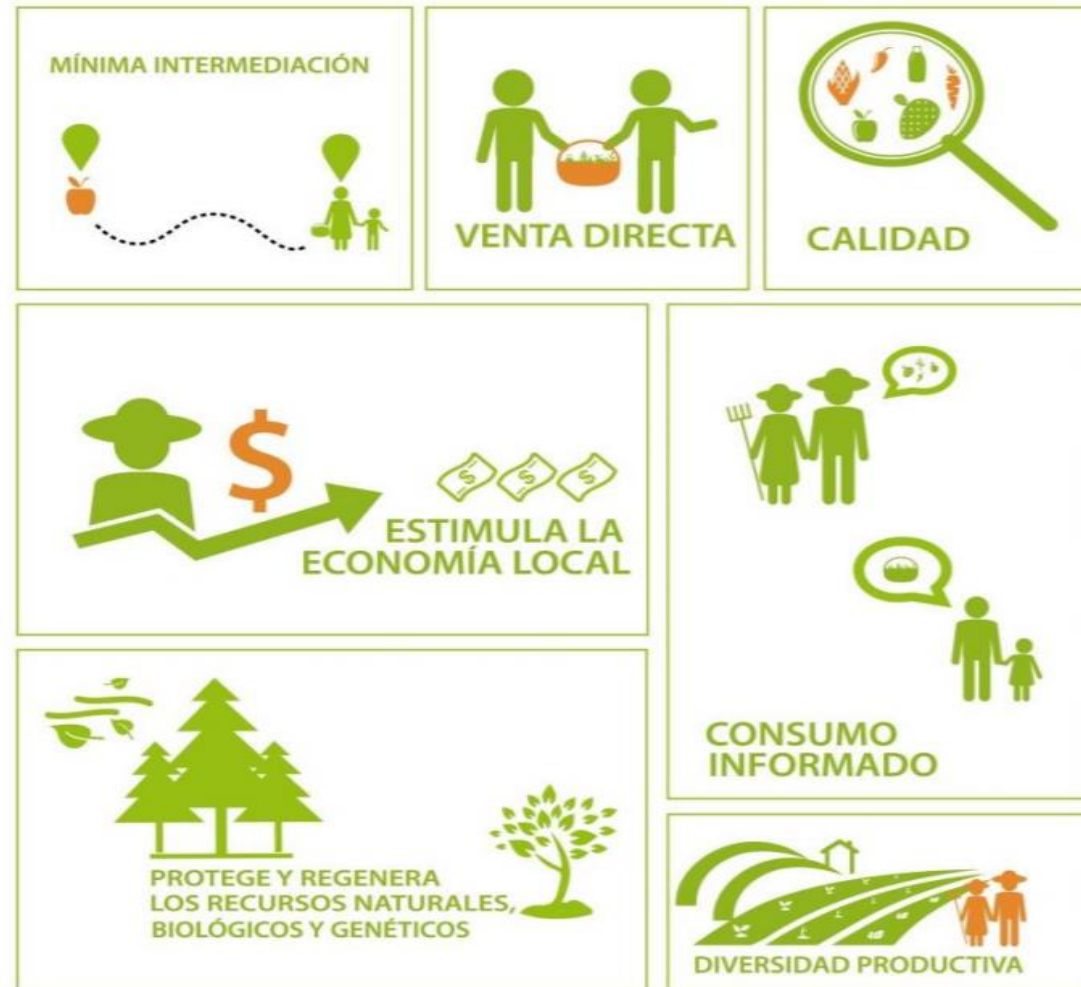 MÍNIMA INTERMEDIACIÓN
VENTA DIRECTA
CALIDAD
$
ESTIMULA LA
ECONOMÍA LOCAL
CONSUMO
INFORMADO
PROTEGE Y REGENERA
LOS RECURSOS NATURALES,
BIOLÓGICOS Y GENÉTICOS
DIVERSIDAD PRODUCTIVA